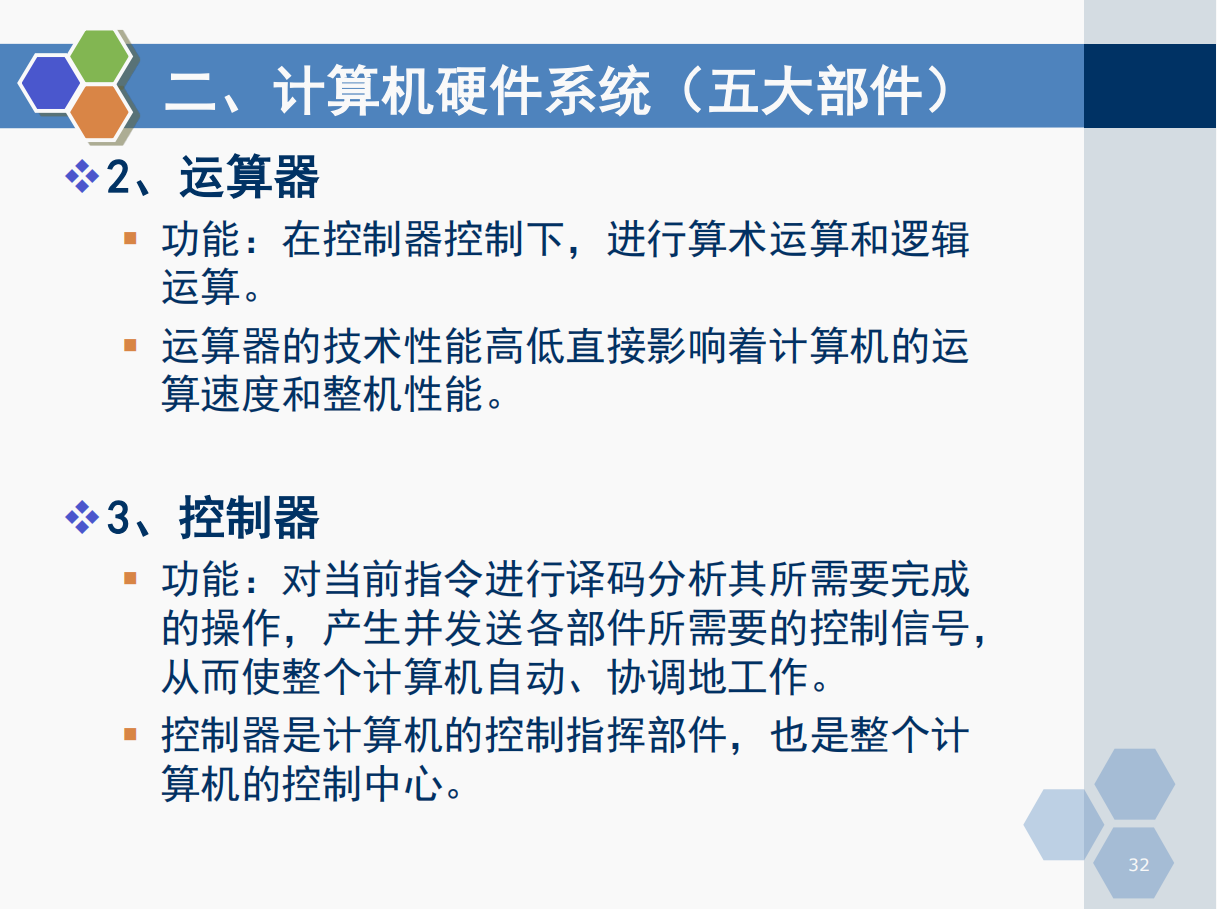 二、计算机硬件系统（五大部件）
2、运算器
功能：在控制器控制下，进行算术运算和逻辑
运算。
运算器的技术性能高低直接影响着计算机的运
算速度和整机性能。
3、控制器
功能：对当前指令进行译码分析其所需要完成
的操作，产生并发送各部件所需要的控制信号，
从而使整个计算机自动、协调地工作。
控制器是计算机的控制指挥部件，也是整个计
算机的控制中心。
32